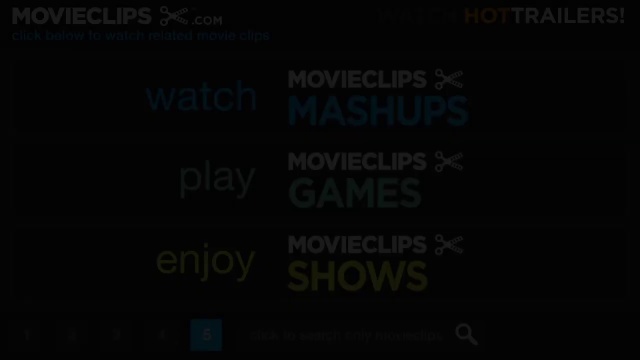 MOVIECLIPS .COM
WATCH HOTTRAILERS!
click below to watch related movie clips
watch MOVIECLIPS MASHUPS
play MOVIECLIPS GAMES
enjoy MOVIECLIPS SHOWS
1 2 3 4 5 click to search only movieclips